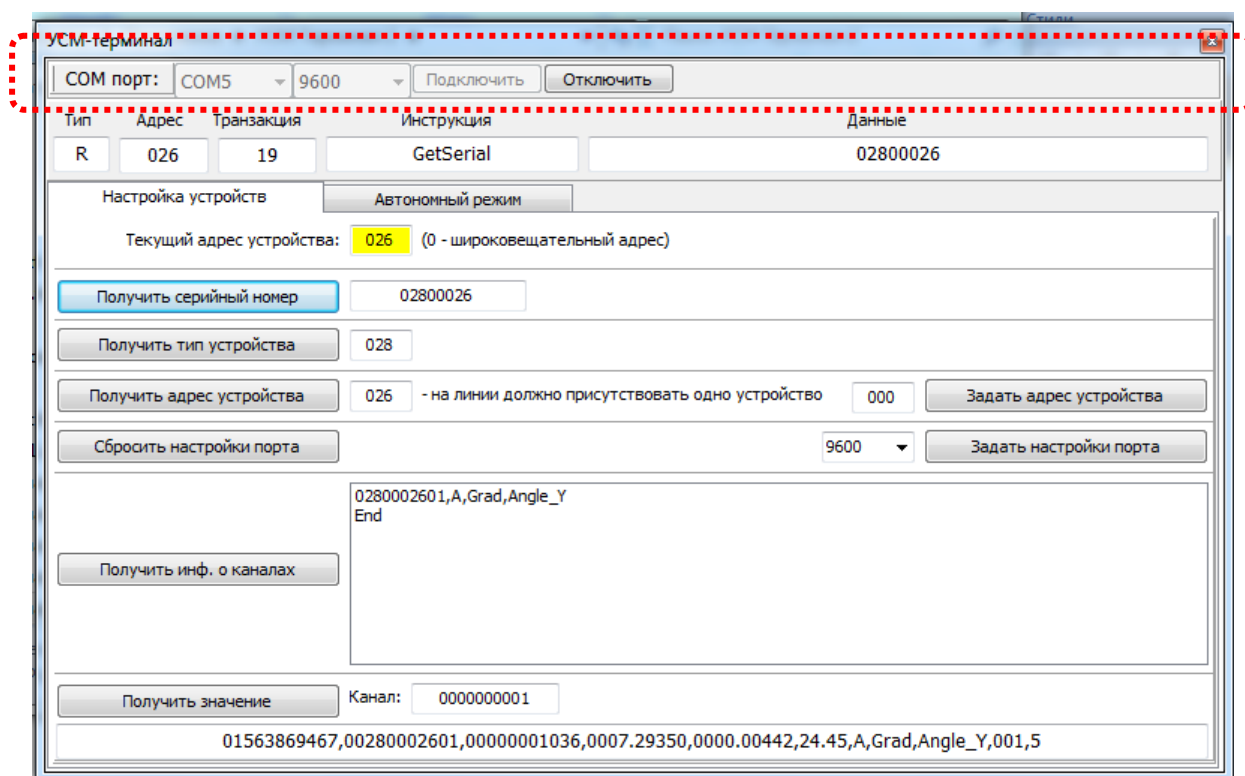 Стили
УСМ-терминал
COM порт: COM5 9600 Подключить Отключить
Тип Адрес Транзакция Инструкция Данные
R 026 19 GetSerial 02800026
Настройка устройств Автономный режим
Текущий адрес устройства: 026 (0 - широковещательный адрес)
Получить серийный номер 02800026
Получить тип устройства 028
Получить адрес устройства 026 - на линии должно присутствовать одно устройство 000 Задать адрес устройства
Сбросить настройки порта 9600 Задать настройки порта
0280002601,A,Grad,Angle_Y
End
Получить инф. о каналах
Получить значение Канал: 0000000001
01563869467,00280002601,00000001036,0007.29350,0000.00442,24.45,A,Grad,Angle_Y,001,5